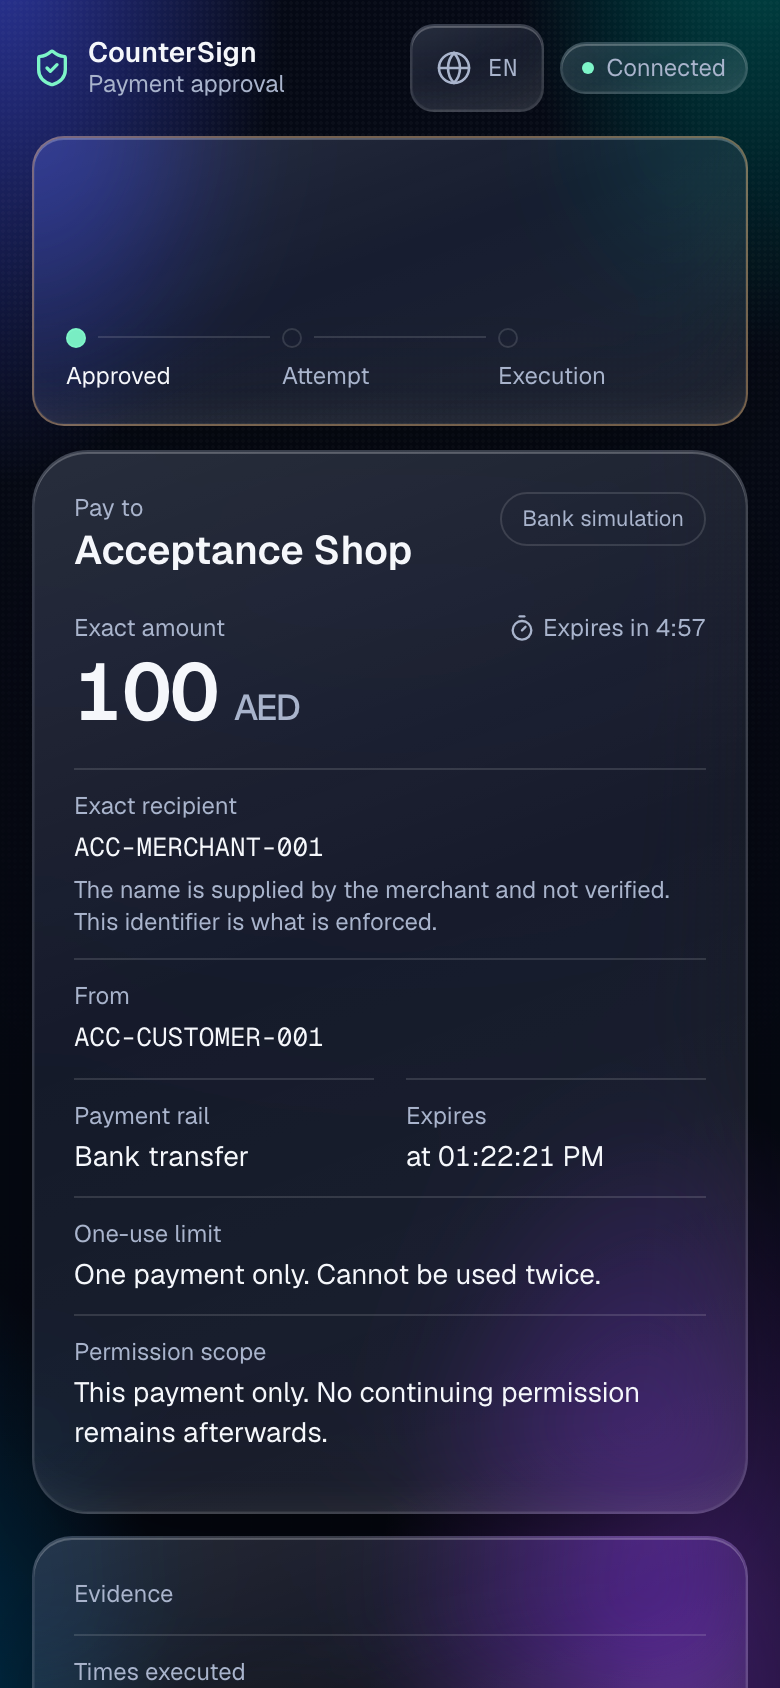 CounterSign
Payment approval
EN
Connected
Approved
Attempt
Execution
Pay to
Bank simulation
Acceptance Shop
Exact amount
Expires in 4:57
100 AED
Exact recipient
ACC-MERCHANT-001
The name is supplied by the merchant and not verified.
This identifier is what is enforced.
From
ACC-CUSTOMER-001
Payment rail
Expires
Bank transfer
at 01:22:21 PM
One-use limit
One payment only. Cannot be used twice.
Permission scope
This payment only. No continuing permission
remains afterwards.
Evidence
Times executed